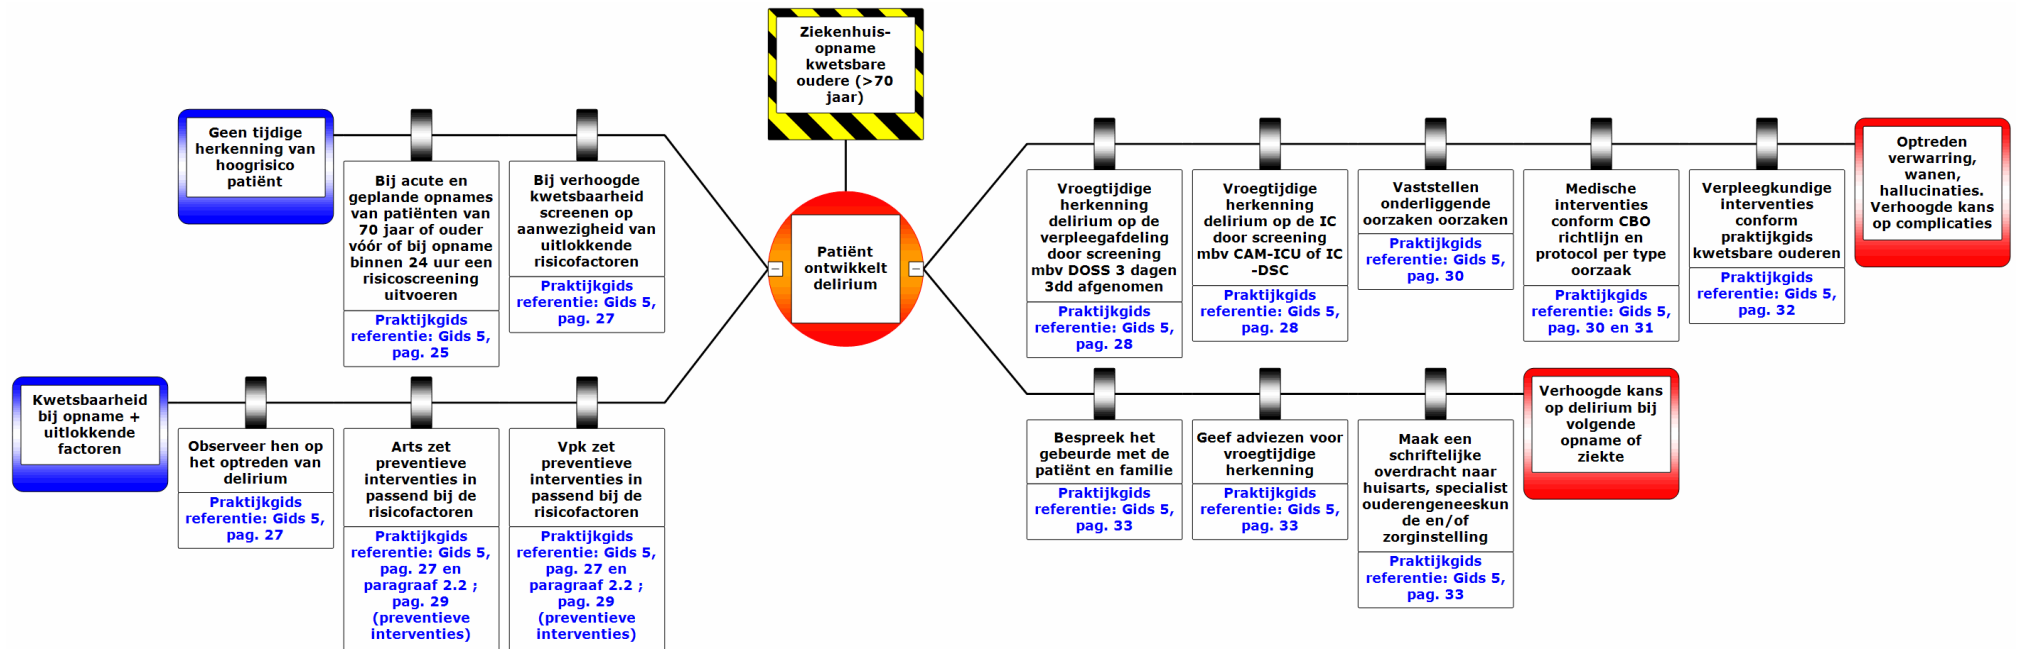 Ziekenhuis-
opname
kwetsbare
oudere (>70
jaar)
Geen tijdige
herkenning van
hoogrisico
patiënt
Bij acute en
geplande opnames
van patiënten van
70 jaar of ouder
vóór of bij opname
binnen 24 uur een
risicoscreening
uitvoeren
Praktijkgids
referentie: Gids 5,
pag. 25
Bij verhoogde
kwetsbaarheid
screenen op
aanwezigheid van
uitlokkende
risicofactoren
Praktijkgids
referentie: Gids 5,
pag. 27
Kwetsbaarheid
bij opname +
uitlokkende
factoren
Observeer hen op
het optreden van
delirium
Praktijkgids
referentie: Gids 5,
pag. 27
Arts zet
preventieve
interventies in
passend bij de
risicofactoren
Praktijkgids
referentie: Gids 5,
pag. 27 en
paragraaf 2.2 ;
pag. 29
(preventieve
interventies)
Vpk zet
preventieve
interventies in
passend bij de
risicofactoren
Praktijkgids
referentie: Gids 5,
pag. 27 en
paragraaf 2.2 ;
pag. 29
(preventieve
interventies)
Patiënt
ontwikkelt
delirium
Vroegtijdige
herkenning
delirium op de
verpleegafdeling
door screening
mbv DOSS 3 dagen
3dd afgenomen
Praktijkgids
referentie: Gids 5,
pag. 28
Vroegtijdige
herkenning
delirium op de IC
door screening
mbv CAM-ICU of IC
-DSC
Praktijkgids
referentie: Gids 5,
pag. 28
Vaststellen
onderliggende
oorzaken oorzaken
Praktijkgids
referentie: Gids 5,
pag. 30
Medische
interventies
conform CBO
richtlijn en
protocol per type
oorzaak
Praktijkgids
referentie: Gids 5,
pag. 30 en 31
Verpleegkundige
interventies
conform
praktijkgids
kwetsbare ouderen
Praktijkgids
referentie: Gids 5,
pag. 32
Optreden
verwarring,
wanen,
hallucinaties.
Verhoogde kans
op complicaties
Bespreek het
gebeurde met de
patiënt en familie
Praktijkgids
referentie: Gids 5,
pag. 33
Geef adviezen voor
vroegtijdige
herkenning
Praktijkgids
referentie: Gids 5,
pag. 33
Maak een
schriftelijke
overdracht naar
huisarts, specialist
ouderengeneeskun
de en/of
zorginstelling
Praktijkgids
referentie: Gids 5,
pag. 33
Verhoogde kans
op delirium bij
volgende
opname of
ziekte